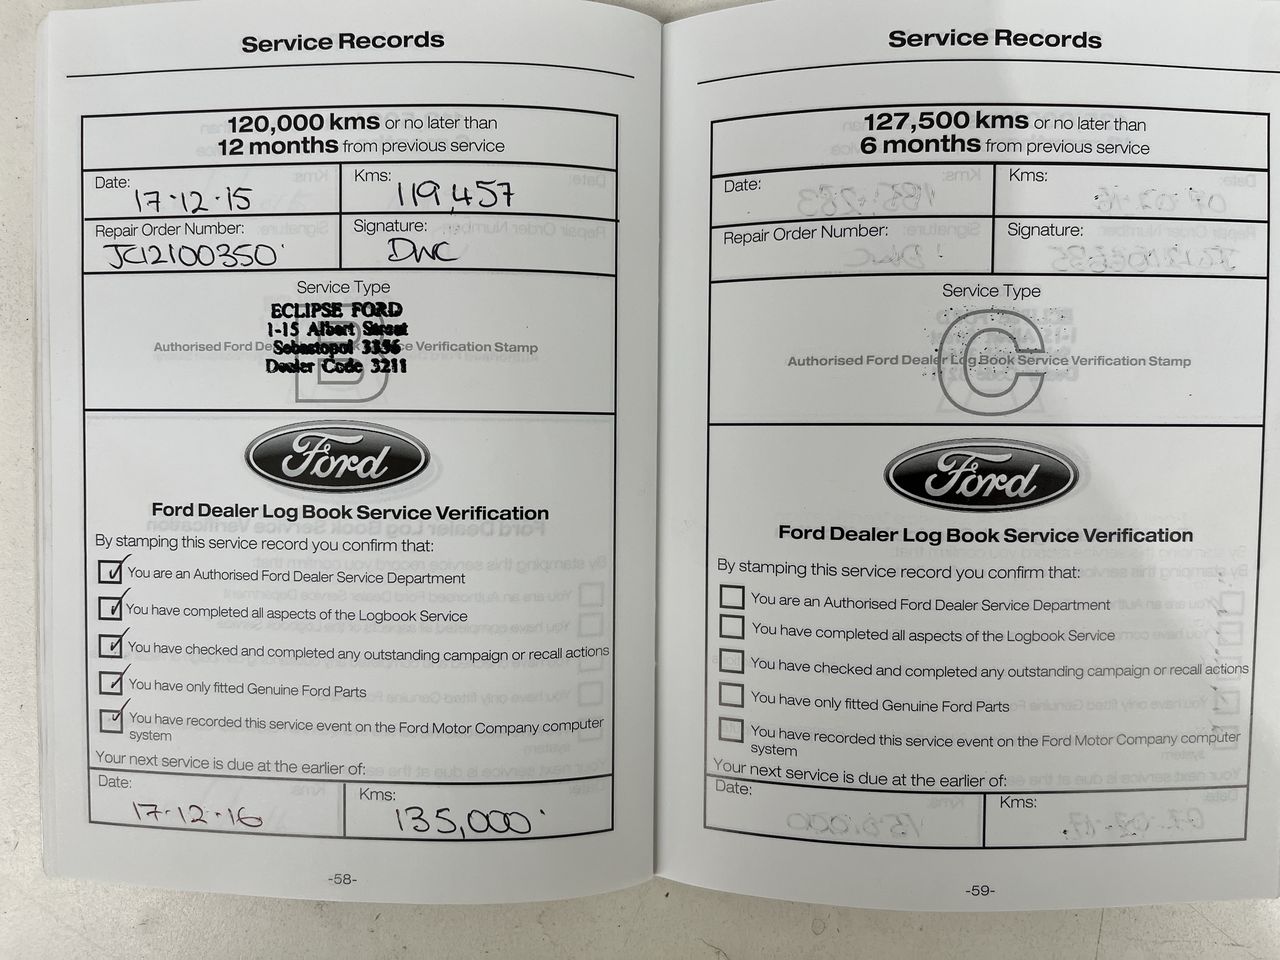 Service Records
120,000 kms or no later than
12 months from previous service
Date: 17·12·15
Kms: 119,457
Repair Order Number: JC12100350
Signature: DWC
Service Type
B
ECLIPSE FORD
1-15 Albert Street
Sebastopol 3356
Dealer Code 3211
Authorised Ford De k Service Verification Stamp
Ford
Ford Dealer Log Book Service Verification
By stamping this service record you confirm that:
You are an Authorised Ford Dealer Service Department
You have completed all aspects of the Logbook Service
You have checked and completed any outstanding campaign or recall actions
You have only fitted Genuine Ford Parts
You have recorded this service event on the Ford Motor Company computer
system
Your next service is due at the earlier of:
Date: 17·12·16
Kms: 135,000
-58-
Service Records
127,500 kms or no later than
6 months from previous service
Date:
Kms:
Repair Order Number:
Signature:
Service Type
C
Authorised Ford Dealer Log Book Service Verification Stamp
Ford
Ford Dealer Log Book Service Verification
By stamping this service record you confirm that:
You are an Authorised Ford Dealer Service Department
You have completed all aspects of the Logbook Service
You have checked and completed any outstanding campaign or recall actions
You have only fitted Genuine Ford Parts
You have recorded this service event on the Ford Motor Company computer
system
Your next service is due at the earlier of:
Date:
Kms:
-59-